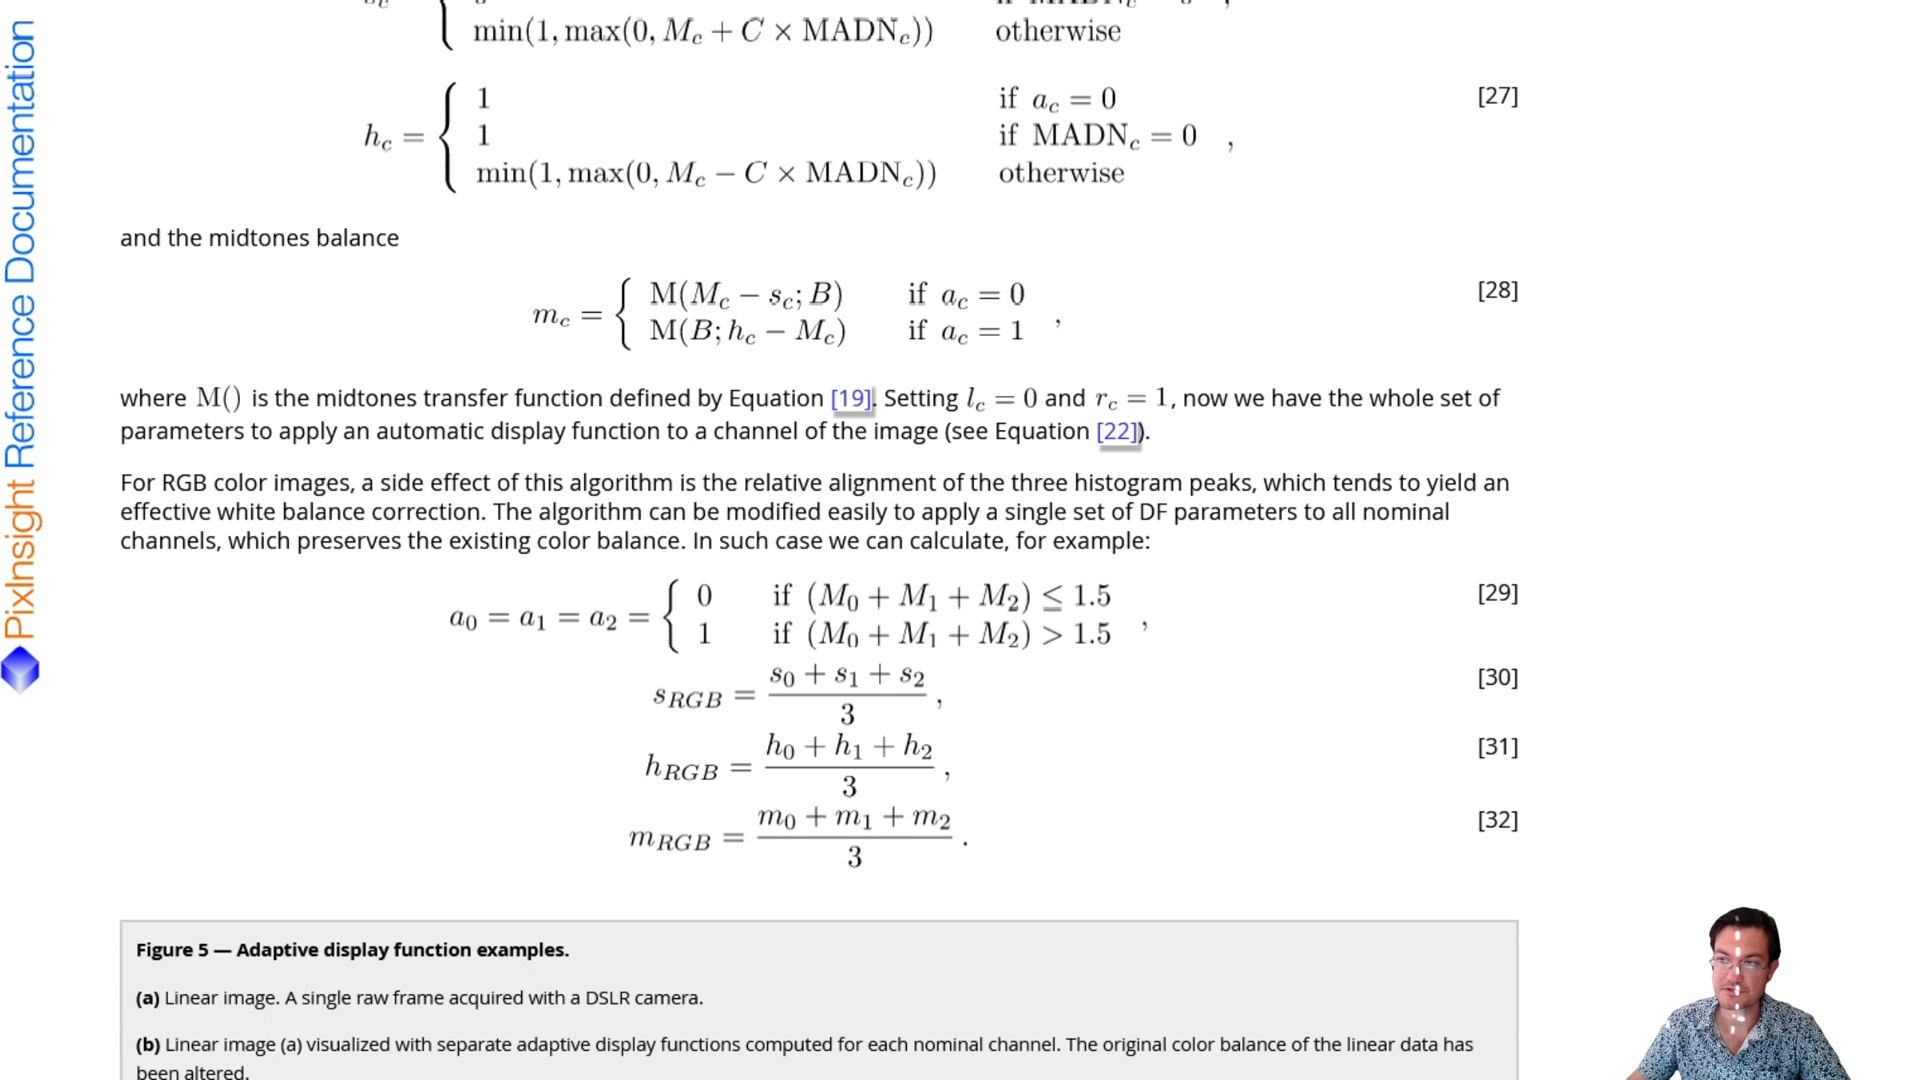 PixInsight Reference Documentation
min(1, max(0, M_c + C × MADN_c)) otherwise
h_c = { 1 if a_c = 0 [27]
1 if MADN_c = 0 ,
min(1, max(0, M_c − C × MADN_c)) otherwise
and the midtones balance
m_c = { M(M_c − s_c; B) if a_c = 0 [28]
M(B; h_c − M_c) if a_c = 1 ,
where M() is the midtones transfer function defined by Equation [19]. Setting l_c = 0 and r_c = 1, now we have the whole set of
parameters to apply an automatic display function to a channel of the image (see Equation [22]).
For RGB color images, a side effect of this algorithm is the relative alignment of the three histogram peaks, which tends to yield an
effective white balance correction. The algorithm can be modified easily to apply a single set of DF parameters to all nominal
channels, which preserves the existing color balance. In such case we can calculate, for example:
a_0 = a_1 = a_2 = { 0 if (M_0 + M_1 + M_2) ≤ 1.5 [29]
1 if (M_0 + M_1 + M_2) > 1.5 ,
s_RGB = (s_0 + s_1 + s_2) / 3 , [30]
h_RGB = (h_0 + h_1 + h_2) / 3 , [31]
m_RGB = (m_0 + m_1 + m_2) / 3 . [32]
Figure 5 — Adaptive display function examples.
(a) Linear image. A single raw frame acquired with a DSLR camera.
(b) Linear image (a) visualized with separate adaptive display functions computed for each nominal channel. The original color balance of the linear data has
been altered.